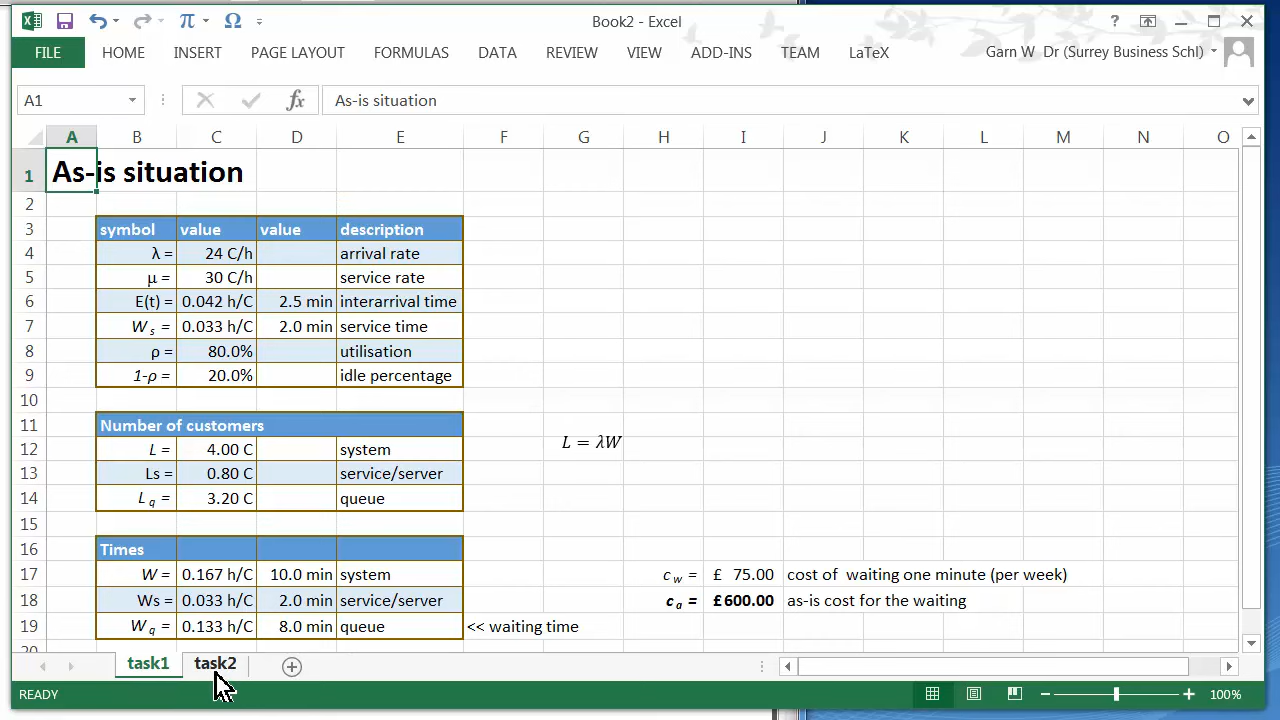 Book2 - Excel
FILE HOME INSERT PAGE LAYOUT FORMULAS DATA REVIEW VIEW ADD-INS TEAM LaTeX Garn W Dr (Surrey Business Schl)
A1 fx As-is situation
A B C D E F G H I J K L M N O
1 As-is situation
2
3 symbol value value description
4 λ = 24 C/h arrival rate
5 μ = 30 C/h service rate
6 E(t) = 0.042 h/C 2.5 min interarrival time
7 W s = 0.033 h/C 2.0 min service time
8 ρ = 80.0% utilisation
9 1-ρ = 20.0% idle percentage
10
11 Number of customers
12 L = 4.00 C system L = λW
13 Ls = 0.80 C service/server
14 L q = 3.20 C queue
15
16 Times
17 W = 0.167 h/C 10.0 min system c w = £ 75.00 cost of waiting one minute (per week)
18 Ws = 0.033 h/C 2.0 min service/server c a = £600.00 as-is cost for the waiting
19 W q = 0.133 h/C 8.0 min queue << waiting time
20
task1 task2
READY 100%